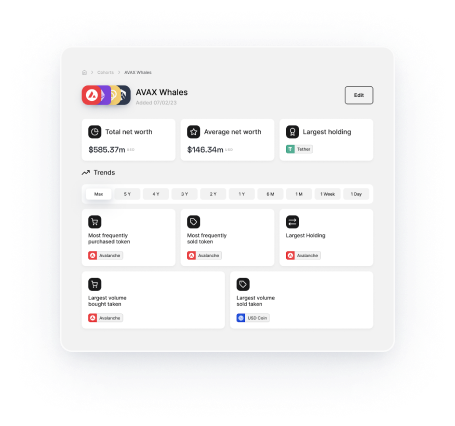 Cohorts AVAX Whales
AVAX Whales
Added 07/02/23
Edit
Total net worth
$585.37m USD
Average net worth
$146.34m USD
Largest holding
Tether
Trends
Max 5 Y 4 Y 3 Y 2 Y 1 Y 6 M 1 M 1 Week 1 Day
Most frequently
purchased token
Avalanche
Most frequently
sold token
Avalanche
Largest Holding
Avalanche
Largest volume
bought taken
Avalanche
Largest volume
sold taken
USD Coin